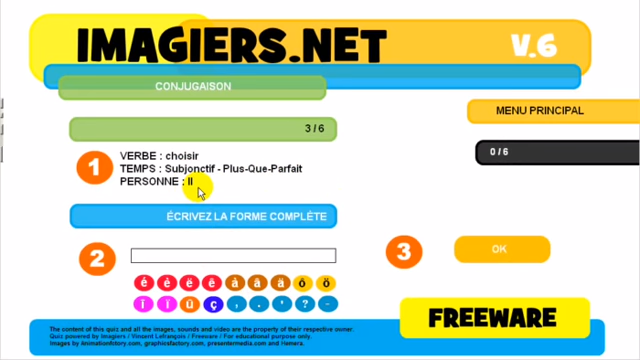 IMAGIERS.NET
V.6
CONJUGAISON
MENU PRINCIPAL
3 / 6
0 / 6
1
VERBE : choisir
TEMPS : Subjonctif - Plus-Que-Parfait
PERSONNE : Il
ÉCRIVEZ LA FORME COMPLÈTE
2
3
OK
é è ë ê à â ä ô ö
î ï û ç , . ' ? -
FREEWARE
The content of this quiz and all the images, sounds and video are the property of their respective owner.
Quiz powered by Imagiers / Vincent Lefrançois / Freeware / For educational purpose only.
Images by Animationfctory.com, graphicsfactory.com, presentermedia.com and Hemera.